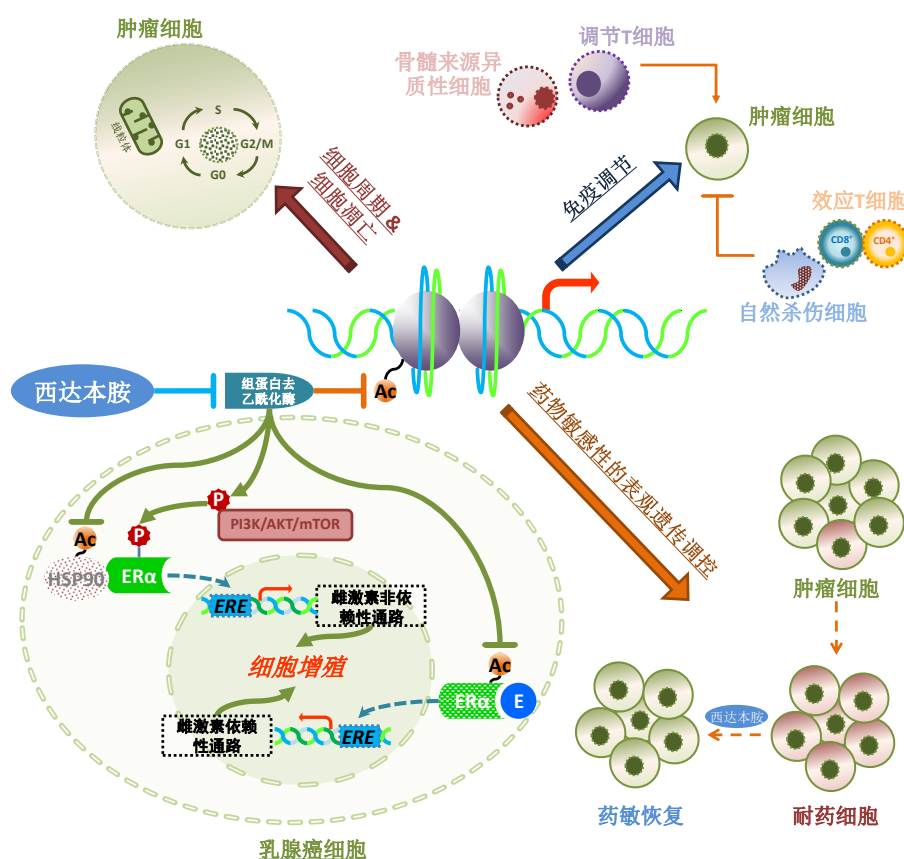 肿瘤细胞
线粒体
S
G1
G2/M
G0
细胞周期 &
细胞凋亡
骨髓来源异
质性细胞
调节T细胞
肿瘤细胞
免疫调节
效应T细胞
CD8⁺
CD4⁺
自然杀伤细胞
西达本胺
组蛋白去
乙酰化酶
Ac
药物敏感性的表观遗传调控
P
PI3K/AKT/mTOR
P
Ac
HSP90
ERα
ERE
雌激素非依
赖性通路
细胞增殖
Ac
ERα
E
雌激素依赖
性通路
ERE
乳腺癌细胞
肿瘤细胞
西达本胺
药敏恢复
耐药细胞